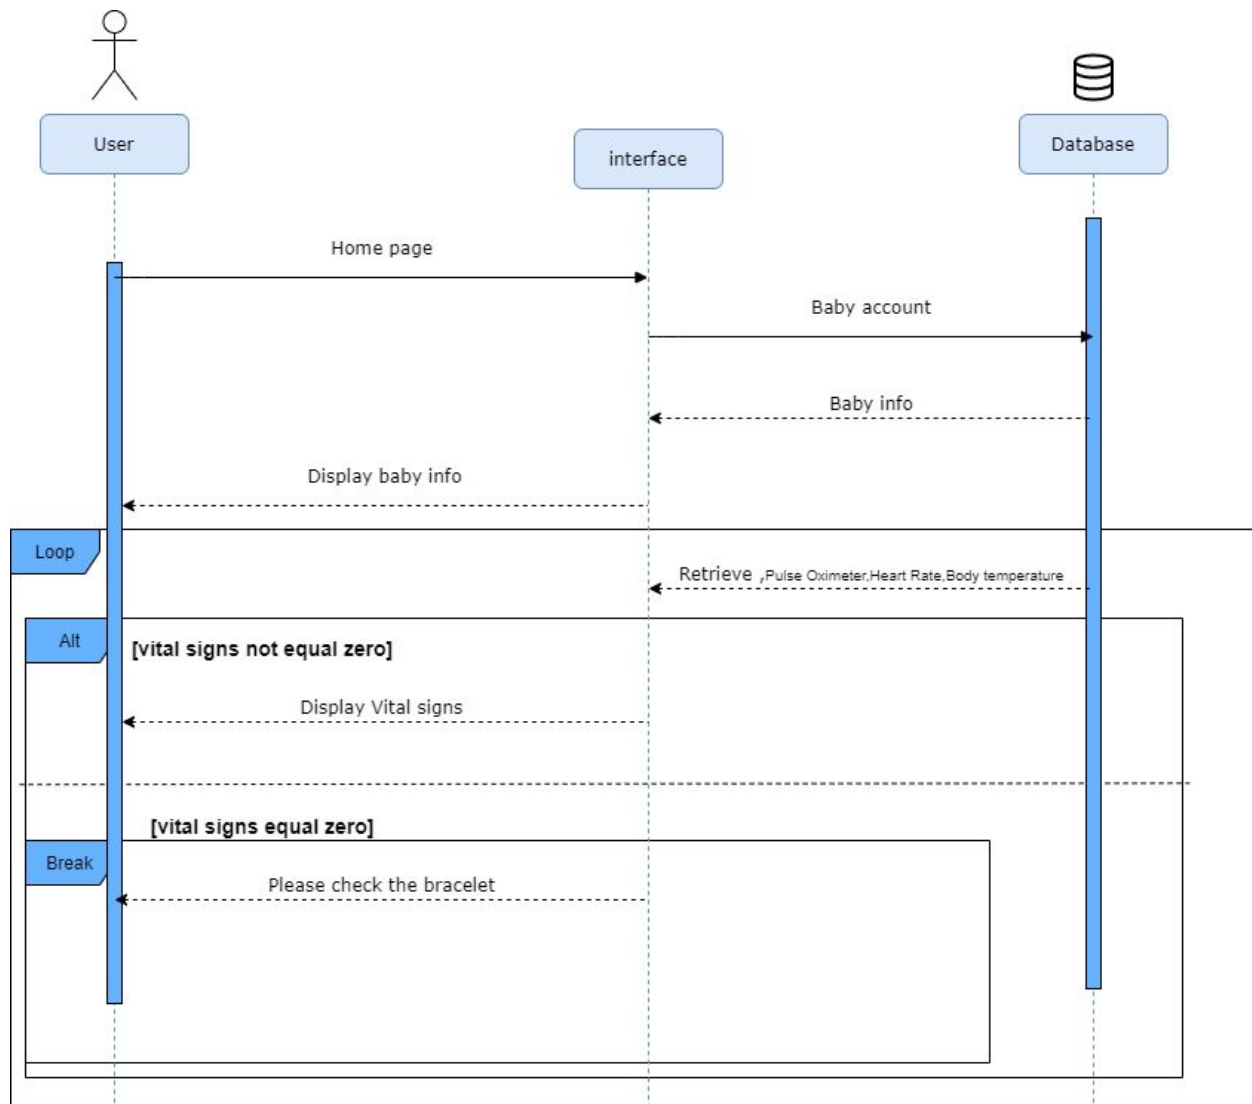 User
interface
Database
Home page
Baby account
Baby info
Display baby info
Loop
Retrieve ,Pulse Oximeter,Heart Rate,Body temperature
Alt
[vital signs not equal zero]
Display Vital signs
[vital signs equal zero]
Break
Please check the bracelet